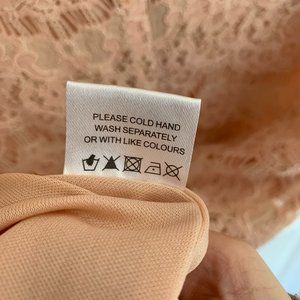 PLEASE COLD HAND
WASH SEPARATELY
OR WITH LIKE COLOURS